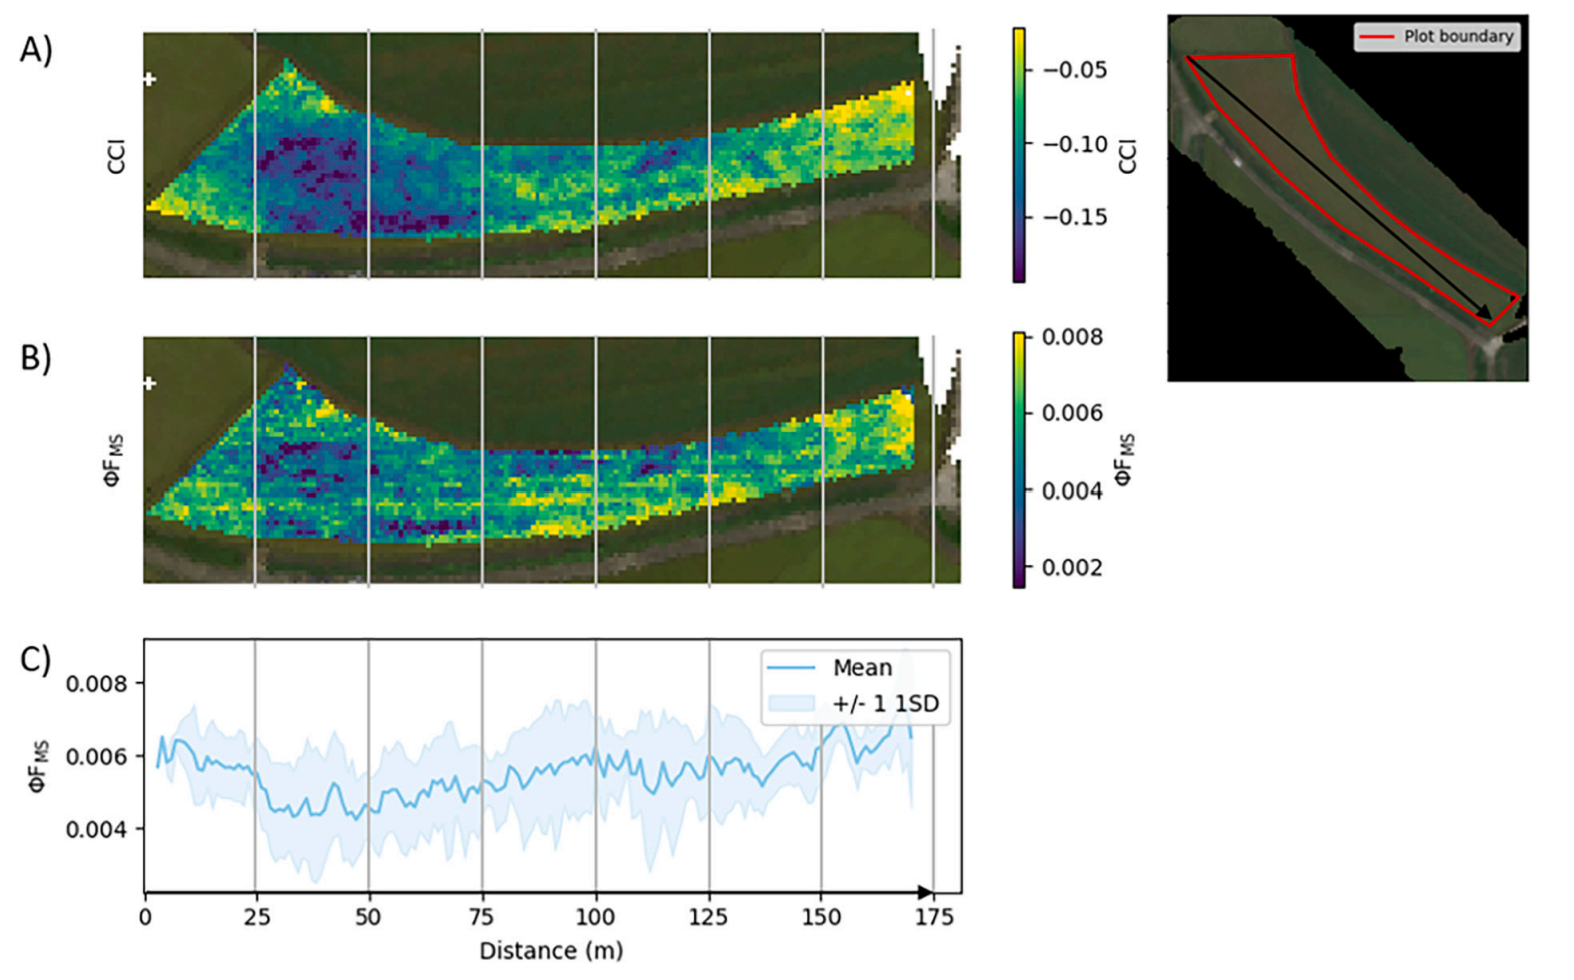 A)
CCI
−0.05
−0.10
−0.15
CCI
Plot boundary
B)
ΦFMS
0.008
0.006
0.004
0.002
ΦFMS
C)
ΦFMS
0.008
0.006
0.004
Mean
+/- 1 1SD
0 25 50 75 100 125 150 175
Distance (m)